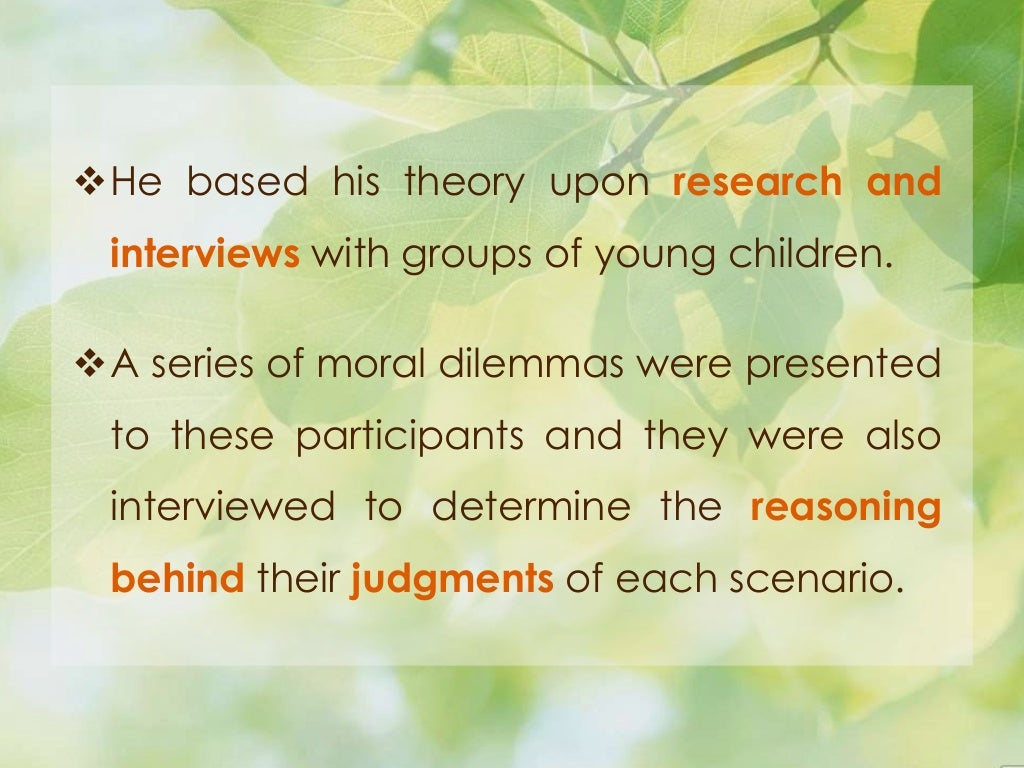 ❖He based his theory upon research and
interviews with groups of young children.
❖A series of moral dilemmas were presented
to these participants and they were also
interviewed to determine the reasoning
behind their judgments of each scenario.